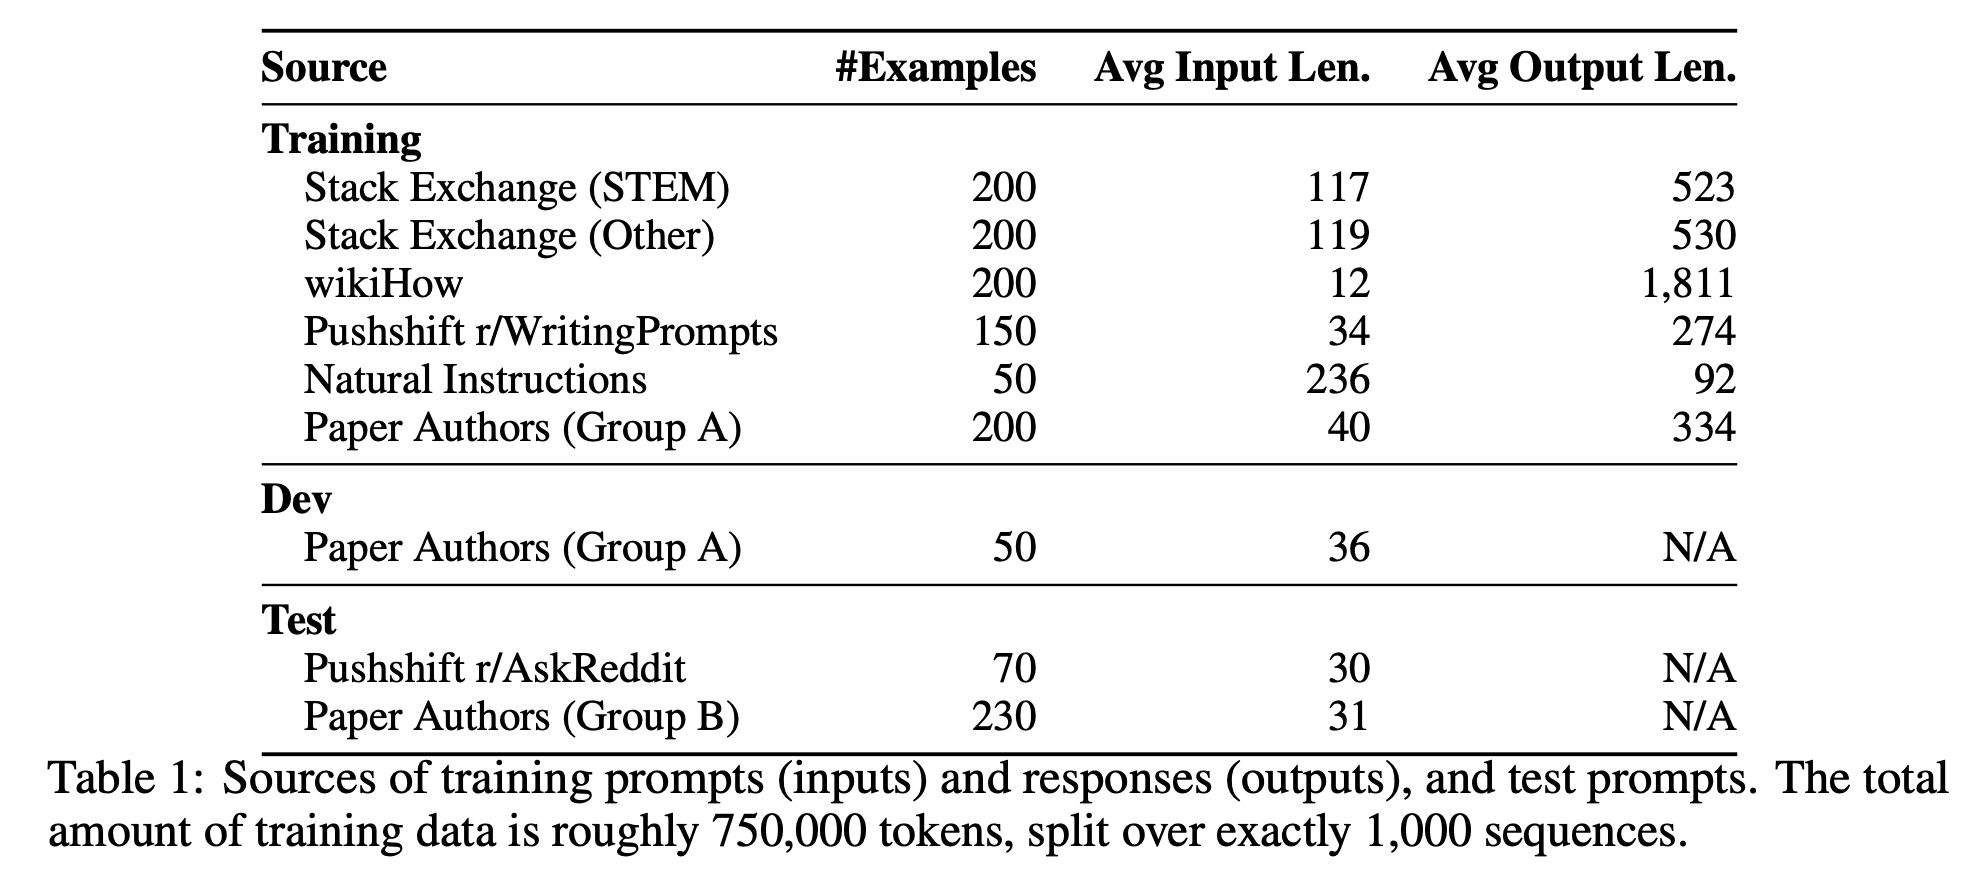 Source #Examples Avg Input Len. Avg Output Len.
Training
Stack Exchange (STEM) 200 117 523
Stack Exchange (Other) 200 119 530
wikiHow 200 12 1,811
Pushshift r/WritingPrompts 150 34 274
Natural Instructions 50 236 92
Paper Authors (Group A) 200 40 334
Dev
Paper Authors (Group A) 50 36 N/A
Test
Pushshift r/AskReddit 70 30 N/A
Paper Authors (Group B) 230 31 N/A
Table 1: Sources of training prompts (inputs) and responses (outputs), and test prompts. The total
amount of training data is roughly 750,000 tokens, split over exactly 1,000 sequences.